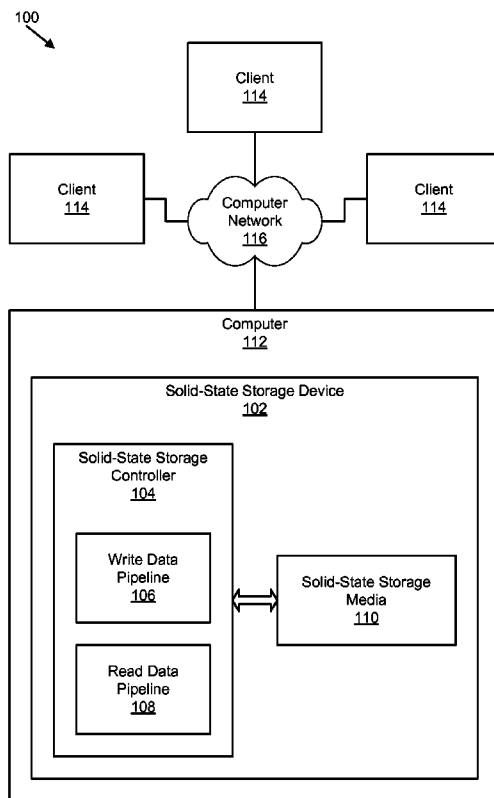 100
Client
114
Client
114
Computer
Network
116
Client
114
Computer
112
Solid-State Storage Device
102
Solid-State Storage
Controller
104
Write Data
Pipeline
106
Solid-State Storage
Media
110
Read Data
Pipeline
108